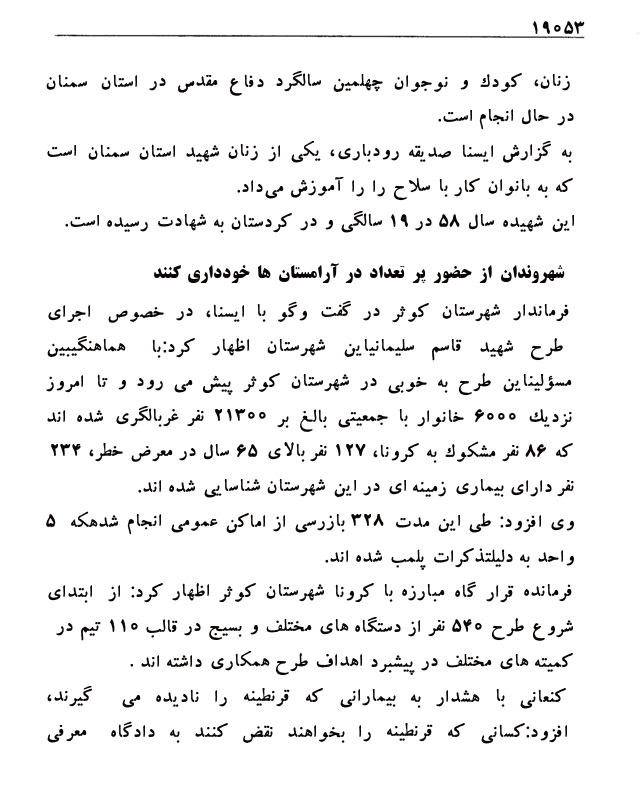 ۱۹۰۵۳
زنان، کودك و نوجوان چهلمین سالگرد دفاع مقدس در استان سمنان
در حال انجام است.
به گزارش ایسنا صدیقه رودباری، یکی از زنان شهید استان سمنان است
که به بانوان کار با سلاح را را آموزش می‌داد.
این شهیده سال ۵۸ در ۱۹ سالگی و در کردستان به شهادت رسیده است.
شهروندان از حضور پر تعداد در آرامستان ها خودداری کنند
فرماندار شهرستان کوثر در گفت وگو با ایسنا، در خصوص اجرای
طرح شهید قاسم سلیمانیاین شهرستان اظهار کرد:با هماهنگیبین
مسؤلیناین طرح به خوبی در شهرستان کوثر پیش می رود و تا امروز
نزدیك ۶۰۰۰ خانوار با جمعیتی بالغ بر ۲۱۳۰۰ نفر غربالگری شده اند
که ۸۶ نفر مشکوك به کرونا، ۱۲۷ نفر بالای ۶۵ سال در معرض خطر، ۲۳۴
نفر دارای بیماری زمینه ای در این شهرستان شناسایی شده اند.
وی افزود: طی این مدت ۳۲۸ بازرسی از اماکن عمومی انجام شدهکه ۵
واحد به دلیلتذکرات پلمب شده اند.
فرمانده قرار گاه مبارزه با کرونا شهرستان کوثر اظهار کرد: از ابتدای
شروع طرح ۵۴۰ نفر از دستگاه های مختلف و بسیج در قالب ۱۱۰ تیم در
کمیته های مختلف در پیشبرد اهداف طرح همکاری داشته اند .
کنعانی با هشدار به بیمارانی که قرنطینه را نادیده می گیرند،
افزود:کسانی که قرنطینه را بخواهند نقض کنند به دادگاه معرفی